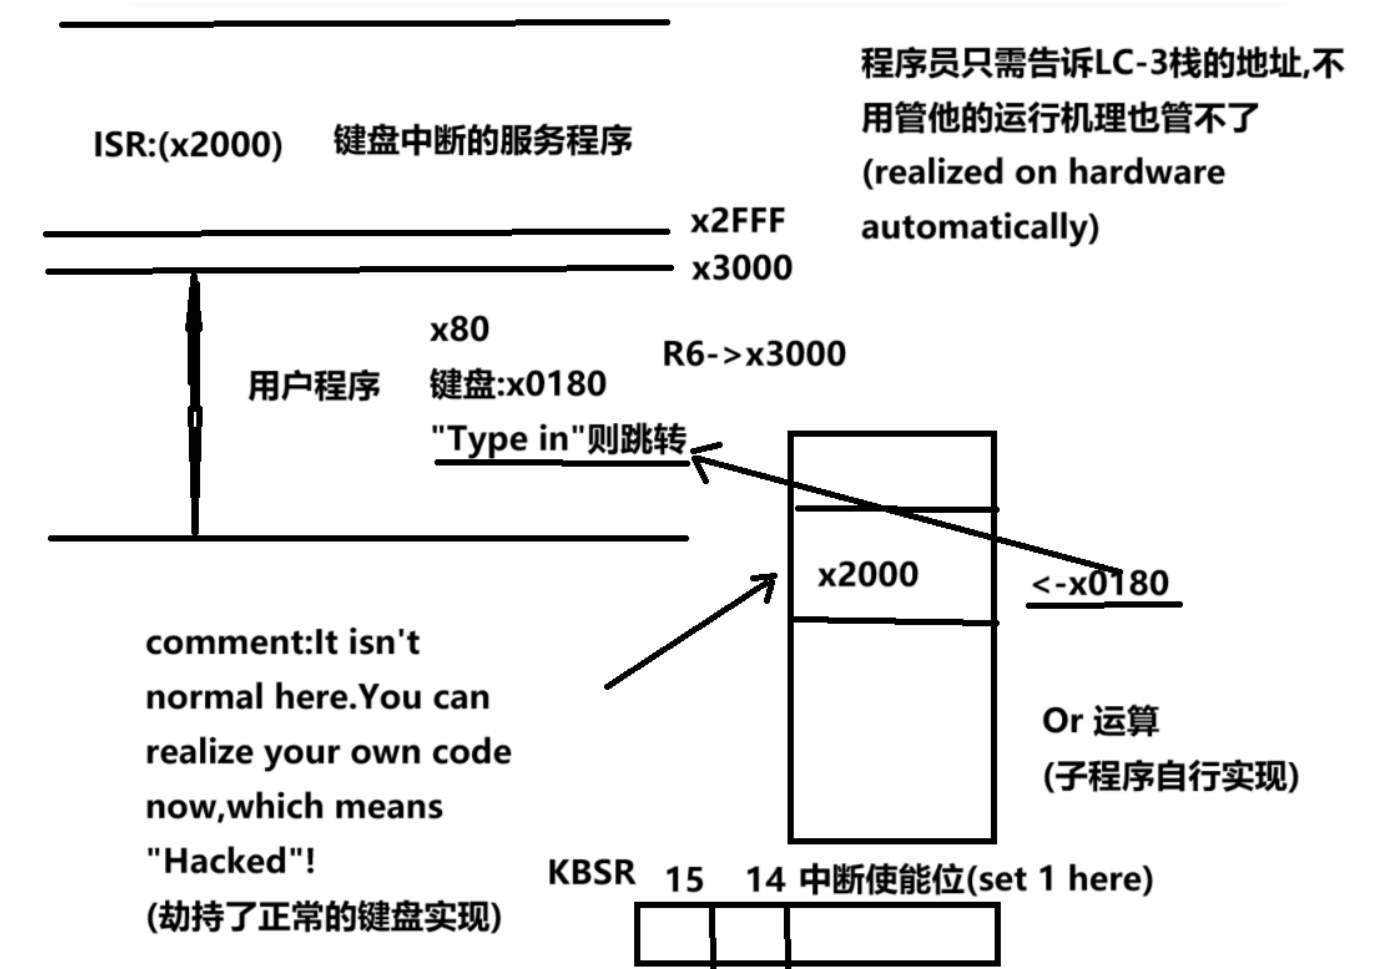 程序员只需告诉LC-3栈的地址,不
用管他的运行机理也管不了
(realized on hardware
automatically)
ISR:(x2000) 键盘中断的服务程序
x2FFF
x3000
x80
R6->x3000
用户程序 键盘:x0180
"Type in"则跳转
x2000 <-x0180
comment:It isn't
normal here.You can
realize your own code
now,which means
"Hacked"!
(劫持了正常的键盘实现)
Or 运算
(子程序自行实现)
KBSR 15 14 中断使能位(set 1 here)